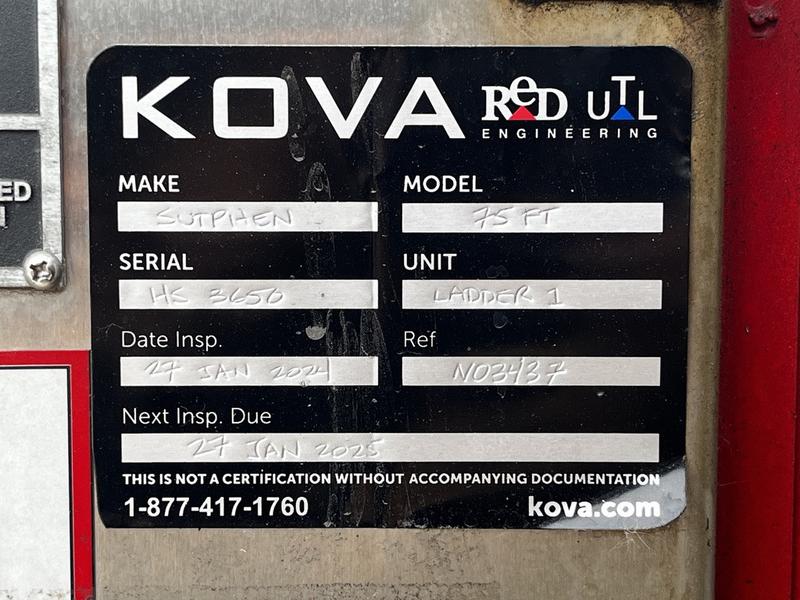 KOVA ReD UTL
ENGINEERING
MAKE MODEL
SUTPHEN 75 FT
SERIAL UNIT
HS 3650 LADDER 1
Date Insp. Ref
27 JAN 2024 NO3437
Next Insp. Due
27 JAN 2025
THIS IS NOT A CERTIFICATION WITHOUT ACCOMPANYING DOCUMENTATION
1-877-417-1760 kova.com